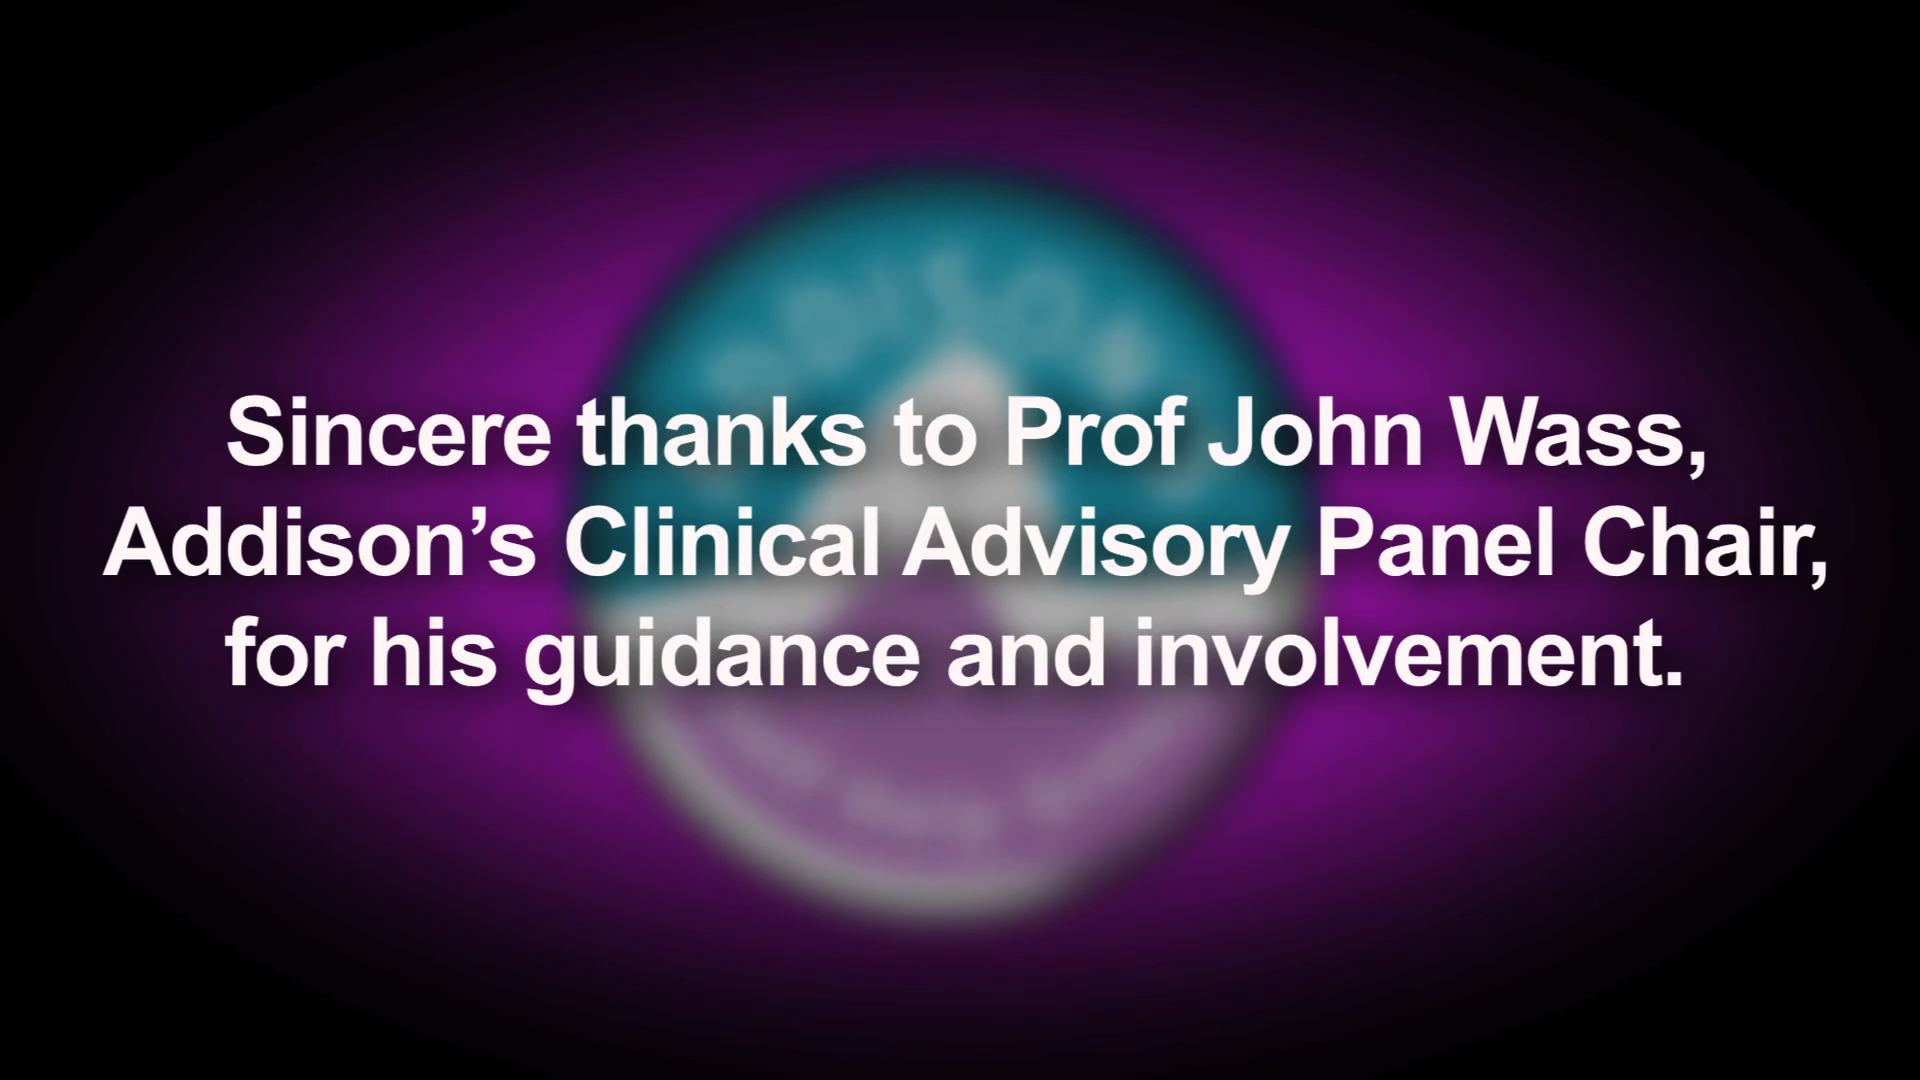 Sincere thanks to Prof John Wass,
Addison’s Clinical Advisory Panel Chair,
for his guidance and involvement.